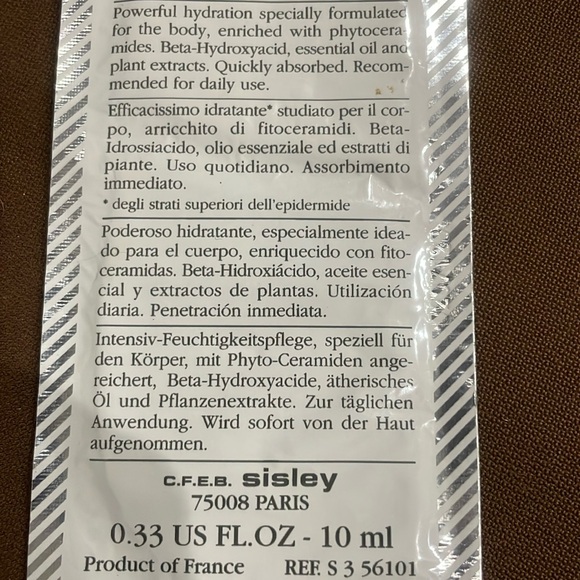 Powerful hydration specially formulated
for the body, enriched with phytocera-
mides. Beta-Hydroxyacid, essential oil and
plant extracts. Quickly absorbed. Recom-
mended for daily use.
Efficacissimo idratante* studiato per il cor-
po, arricchito di fitoceramidi. Beta-
Idrossiacido, olio essenziale ed estratti di
piante. Uso quotidiano. Assorbimento
immediato.
* degli strati superiori dell'epidermide
Poderoso hidratante, especialmente idea-
do para el cuerpo, enriquecido con fito-
ceramidas. Beta-Hidroxiácido, aceite esen-
cial y extractos de plantas. Utilización
diaria. Penetración inmediata.
Intensiv-Feuchtigkeitspflege, speziell für
den Körper, mit Phyto-Ceramiden ange-
reichert, Beta-Hydroxyacide, ätherisches
Öl und Pflanzenextrakte. Zur täglichen
Anwendung. Wird sofort von der Haut
aufgenommen.
C.F.E.B. sisley
75008 PARIS
0.33 US FL.OZ - 10 ml
Product of France REF. S 3 56101